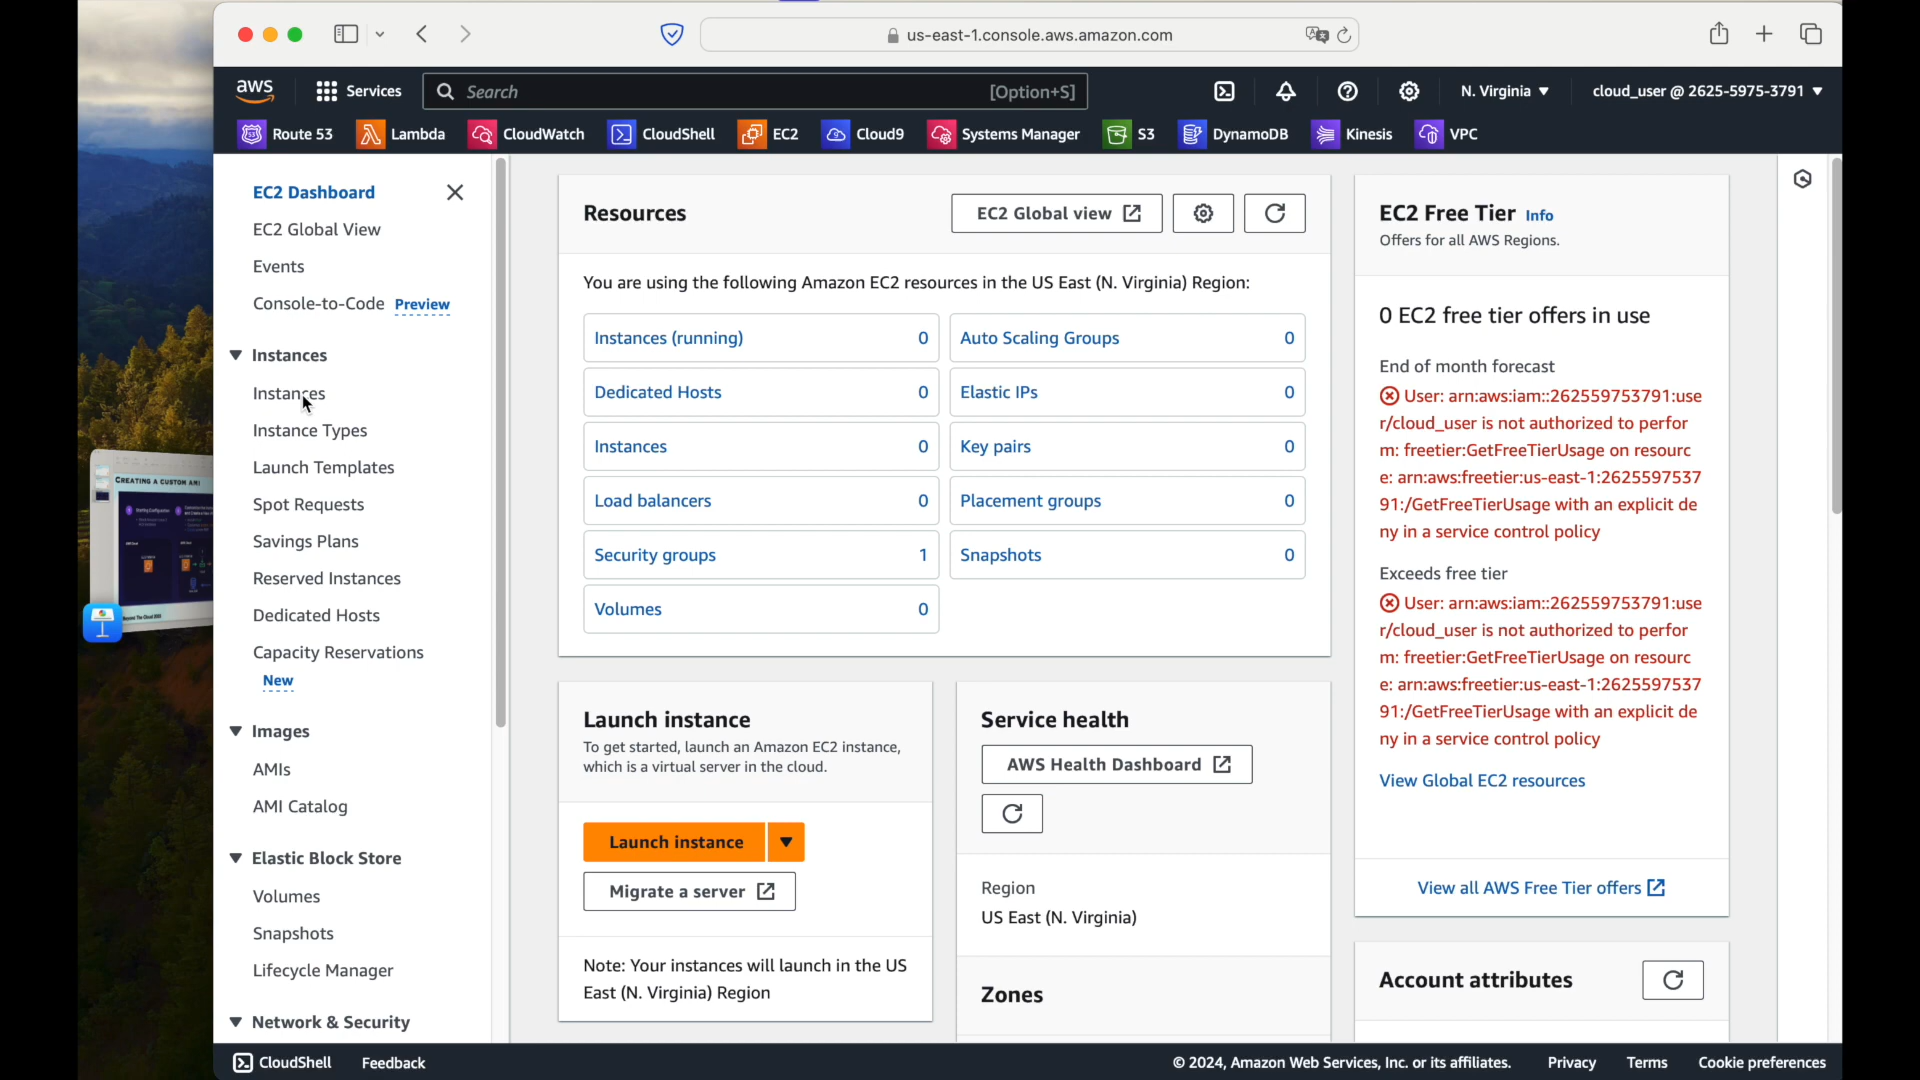 us-east-1.console.aws.amazon.com
aws
Services
Search
[Option+S]
N. Virginia
cloud_user @ 2625-5975-3791
Route 53
Lambda
CloudWatch
CloudShell
EC2
Cloud9
Systems Manager
S3
DynamoDB
Kinesis
VPC
EC2 Dashboard
EC2 Global View
Events
Console-to-Code Preview
Instances
Instances
Instance Types
Launch Templates
Spot Requests
Savings Plans
Reserved Instances
Dedicated Hosts
Capacity Reservations
New
Images
AMIs
AMI Catalog
Elastic Block Store
Volumes
Snapshots
Lifecycle Manager
Network & Security
CREATING A CUSTOM AMI
Resources
EC2 Global view
You are using the following Amazon EC2 resources in the US East (N. Virginia) Region:
Instances (running) 0
Auto Scaling Groups 0
Dedicated Hosts 0
Elastic IPs 0
Instances 0
Key pairs 0
Load balancers 0
Placement groups 0
Security groups 1
Snapshots 0
Volumes 0
Launch instance
To get started, launch an Amazon EC2 instance,
which is a virtual server in the cloud.
Launch instance
Migrate a server
Note: Your instances will launch in the US
East (N. Virginia) Region
Service health
AWS Health Dashboard
Region
US East (N. Virginia)
Zones
EC2 Free Tier Info
Offers for all AWS Regions.
0 EC2 free tier offers in use
End of month forecast
User: arn:aws:iam::262559753791:use
r/cloud_user is not authorized to perfor
m: freetier:GetFreeTierUsage on resourc
e: arn:aws:freetier:us-east-1:2625597537
91:/GetFreeTierUsage with an explicit de
ny in a service control policy
Exceeds free tier
User: arn:aws:iam::262559753791:use
r/cloud_user is not authorized to perfor
m: freetier:GetFreeTierUsage on resourc
e: arn:aws:freetier:us-east-1:2625597537
91:/GetFreeTierUsage with an explicit de
ny in a service control policy
View Global EC2 resources
View all AWS Free Tier offers
Account attributes
CloudShell
Feedback
© 2024, Amazon Web Services, Inc. or its affiliates.
Privacy
Terms
Cookie preferences